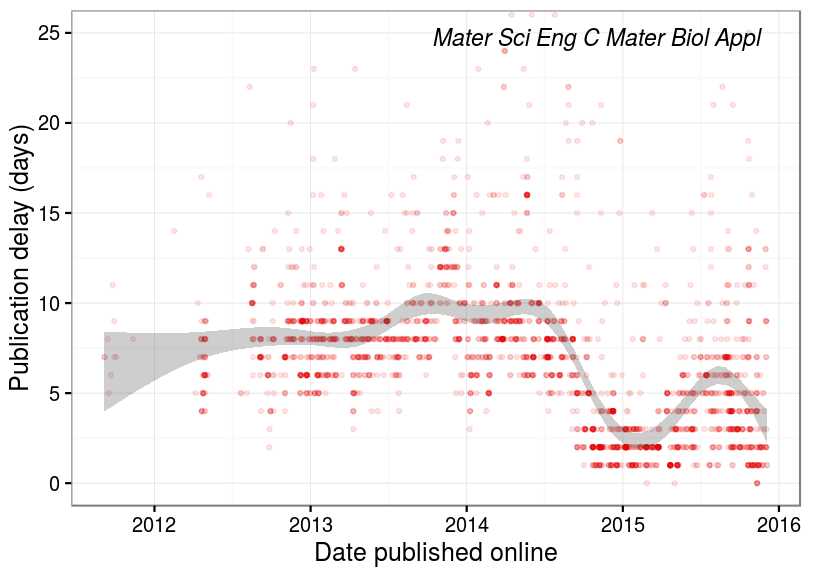 Mater Sci Eng C Mater Biol Appl
Publication delay (days)
25
20
15
10
5
0
2012 2013 2014 2015 2016
Date published online